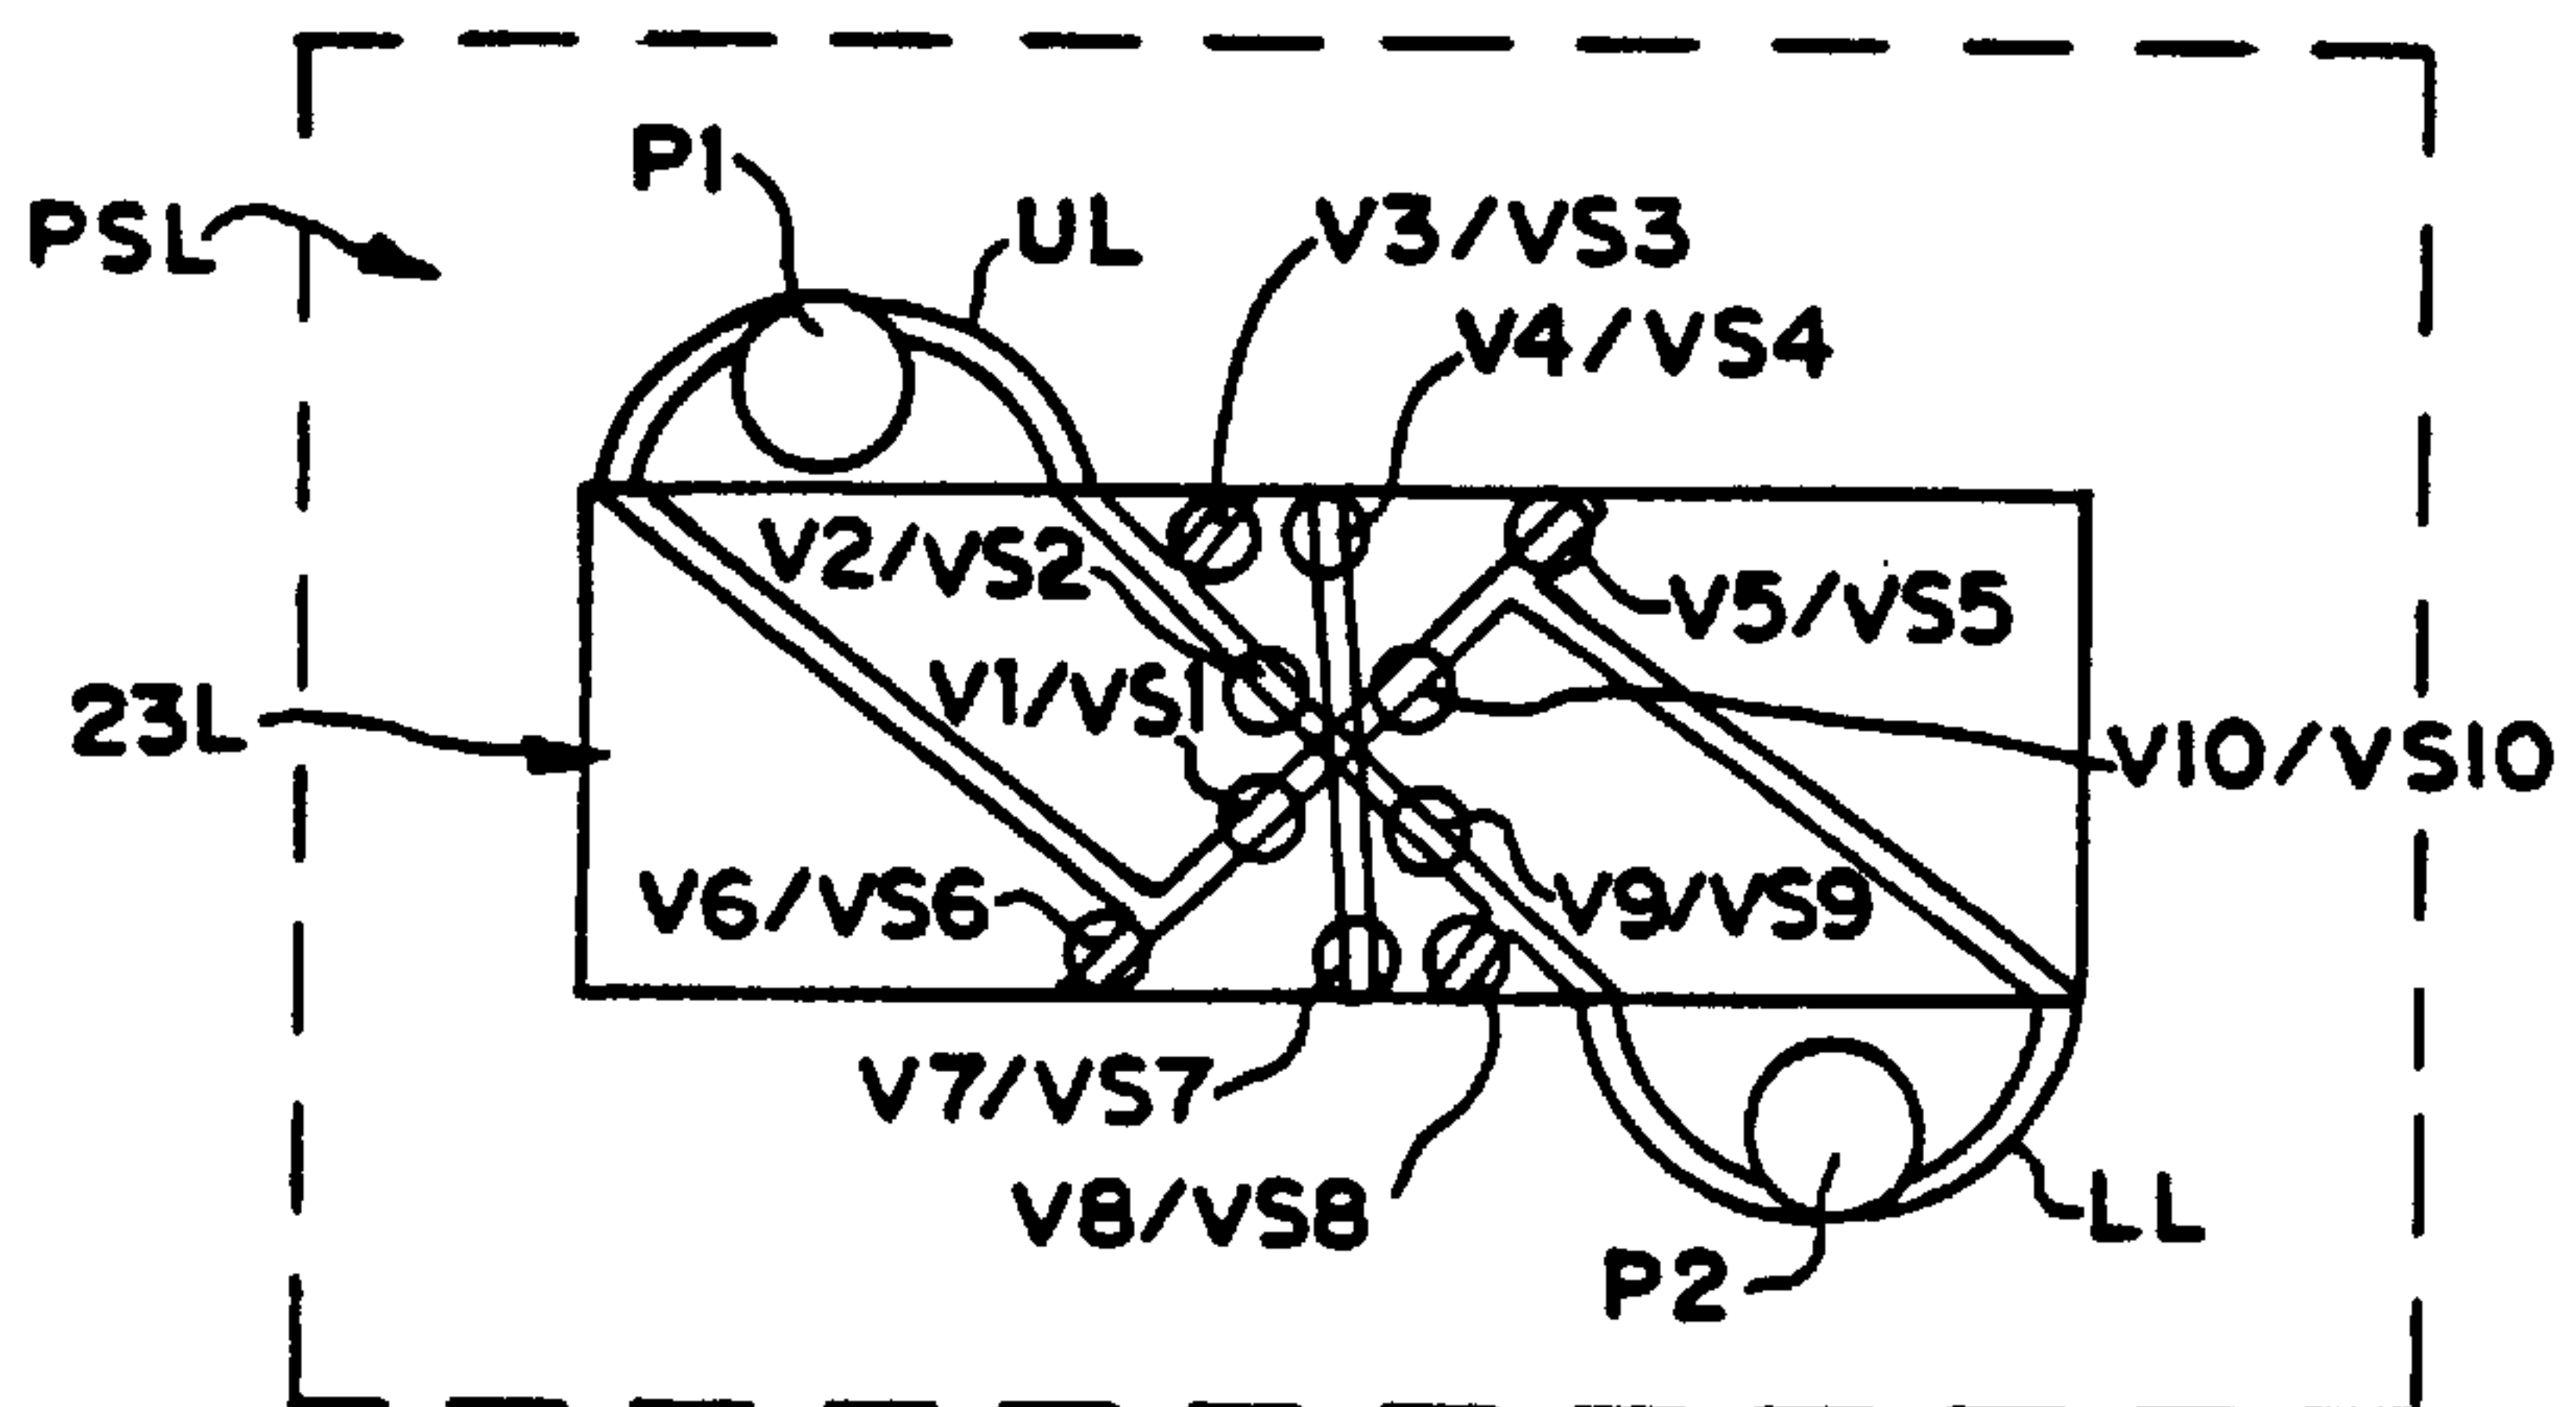 P1
PSL
UL
V3/VS3
V4/VS4
V2/VS2
V5/VS5
V1/VS1
23L
V10/VS10
V6/VS6
V9/VS9
V7/VS7
V8/VS8
LL
P2